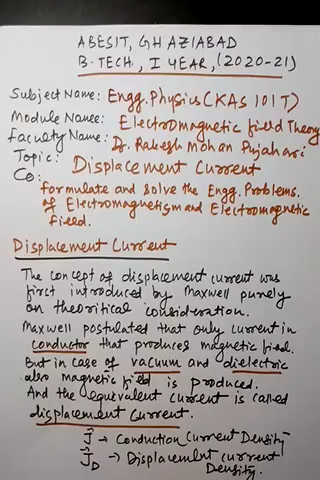 ABESIT, GHAZIABAD
B.TECH., I YEAR, (2020-21)
Subject Name: Engg. Physics (KAS 101T)
Module Name: ElectroMagnetic field Theory
Faculty Name: Dr. Rakesh Mohan Pujahari
Topic: Displacement Current
Co: Formulate and solve the Engg. Problems
of Electromagnetism and Electromagnetic
field.
Displacement Current
The concept of displacement current was
first introduced by Maxwell purely
on theoritical consideration.
Maxwell postulated that only current in
conductor that produces magnetic field.
But in case of vacuum and dielectric
also magnetic field is produced.
And the equivalent current is called
displacement current.
J⃗ → Conduction Current Density
J⃗_D → Displacement current
Density.